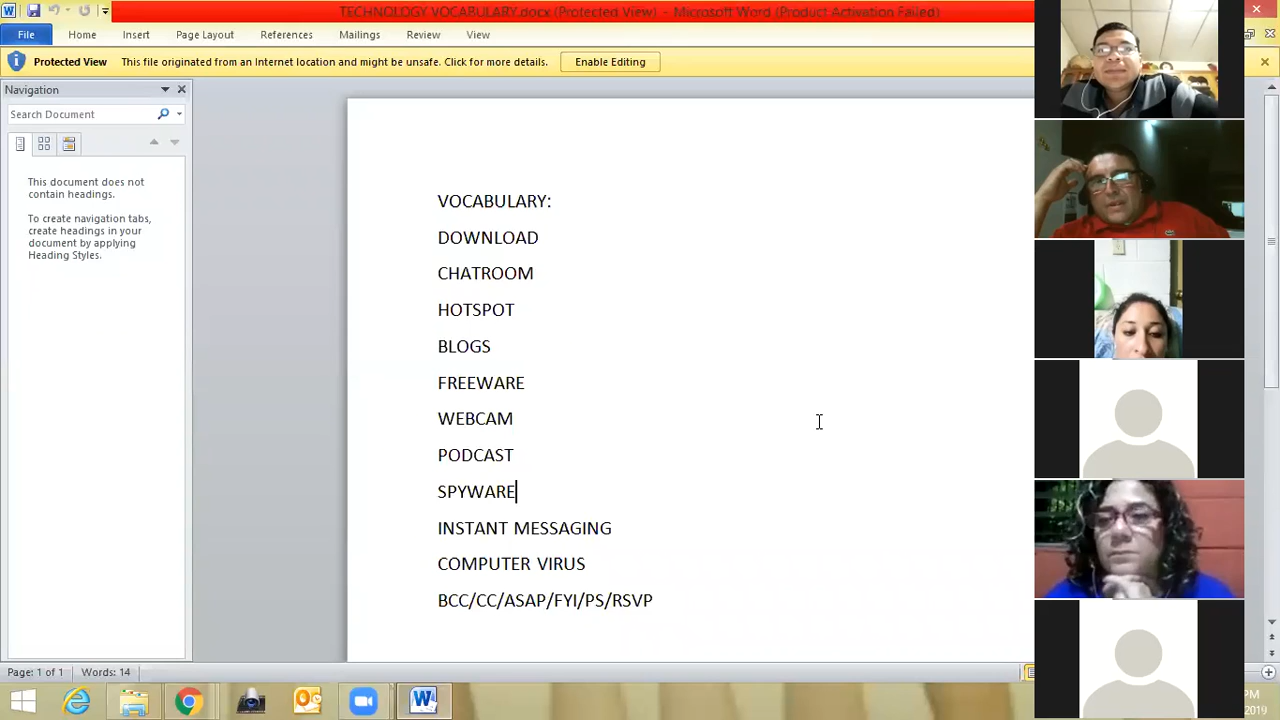 TECHNOLOGY VOCABULARY.docx (Protected View) - Microsoft Word (Product Activation Failed)
File Home Insert Page Layout References Mailings Review View
Protected View This file originated from an Internet location and might be unsafe. Click for more details. Enable Editing
Navigation
Search Document
This document does not
contain headings.
To create navigation tabs,
create headings in your
document by applying
Heading Styles.
VOCABULARY:
DOWNLOAD
CHATROOM
HOTSPOT
BLOGS
FREEWARE
WEBCAM
PODCAST
SPYWARE
INSTANT MESSAGING
COMPUTER VIRUS
BCC/CC/ASAP/FYI/PS/RSVP
Page: 1 of 1 Words: 14
PM
2019